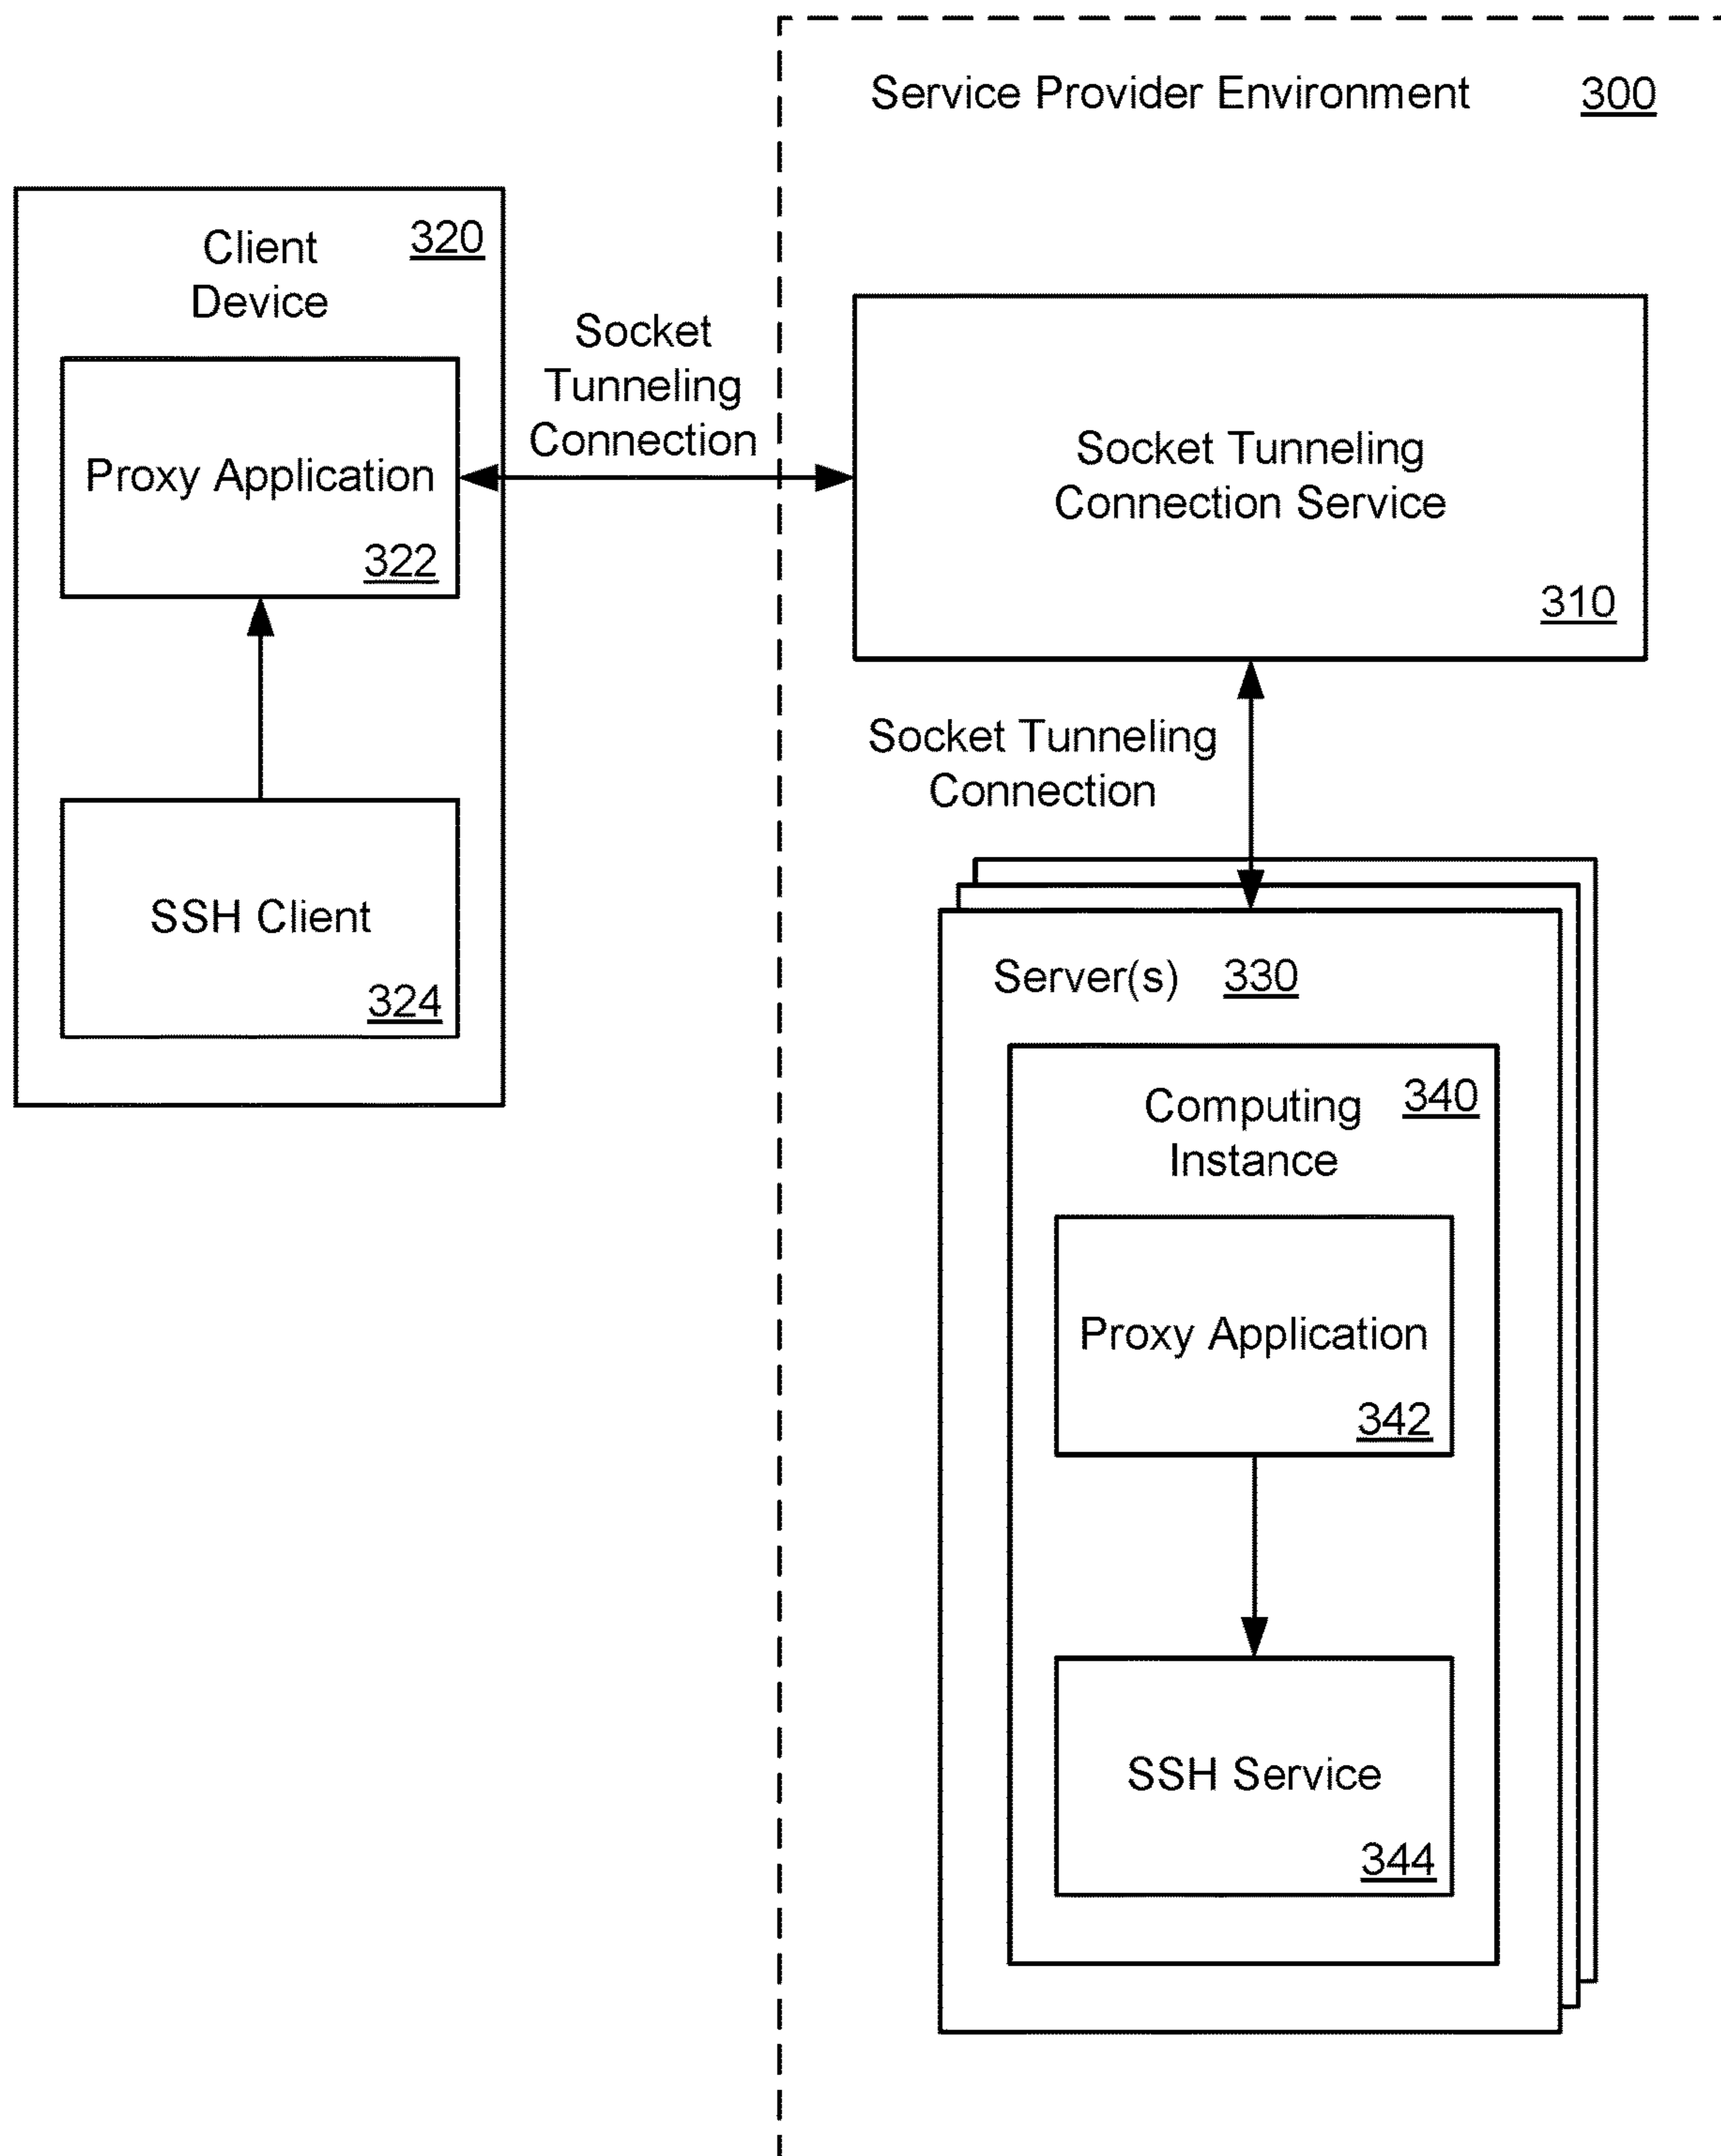 Service Provider Environment 300
Client 320
Device
Proxy Application
322
SSH Client
324
Socket
Tunneling
Connection
Socket Tunneling
Connection Service
310
Socket Tunneling
Connection
Server(s) 330
Computing 340
Instance
Proxy Application
342
SSH Service
344